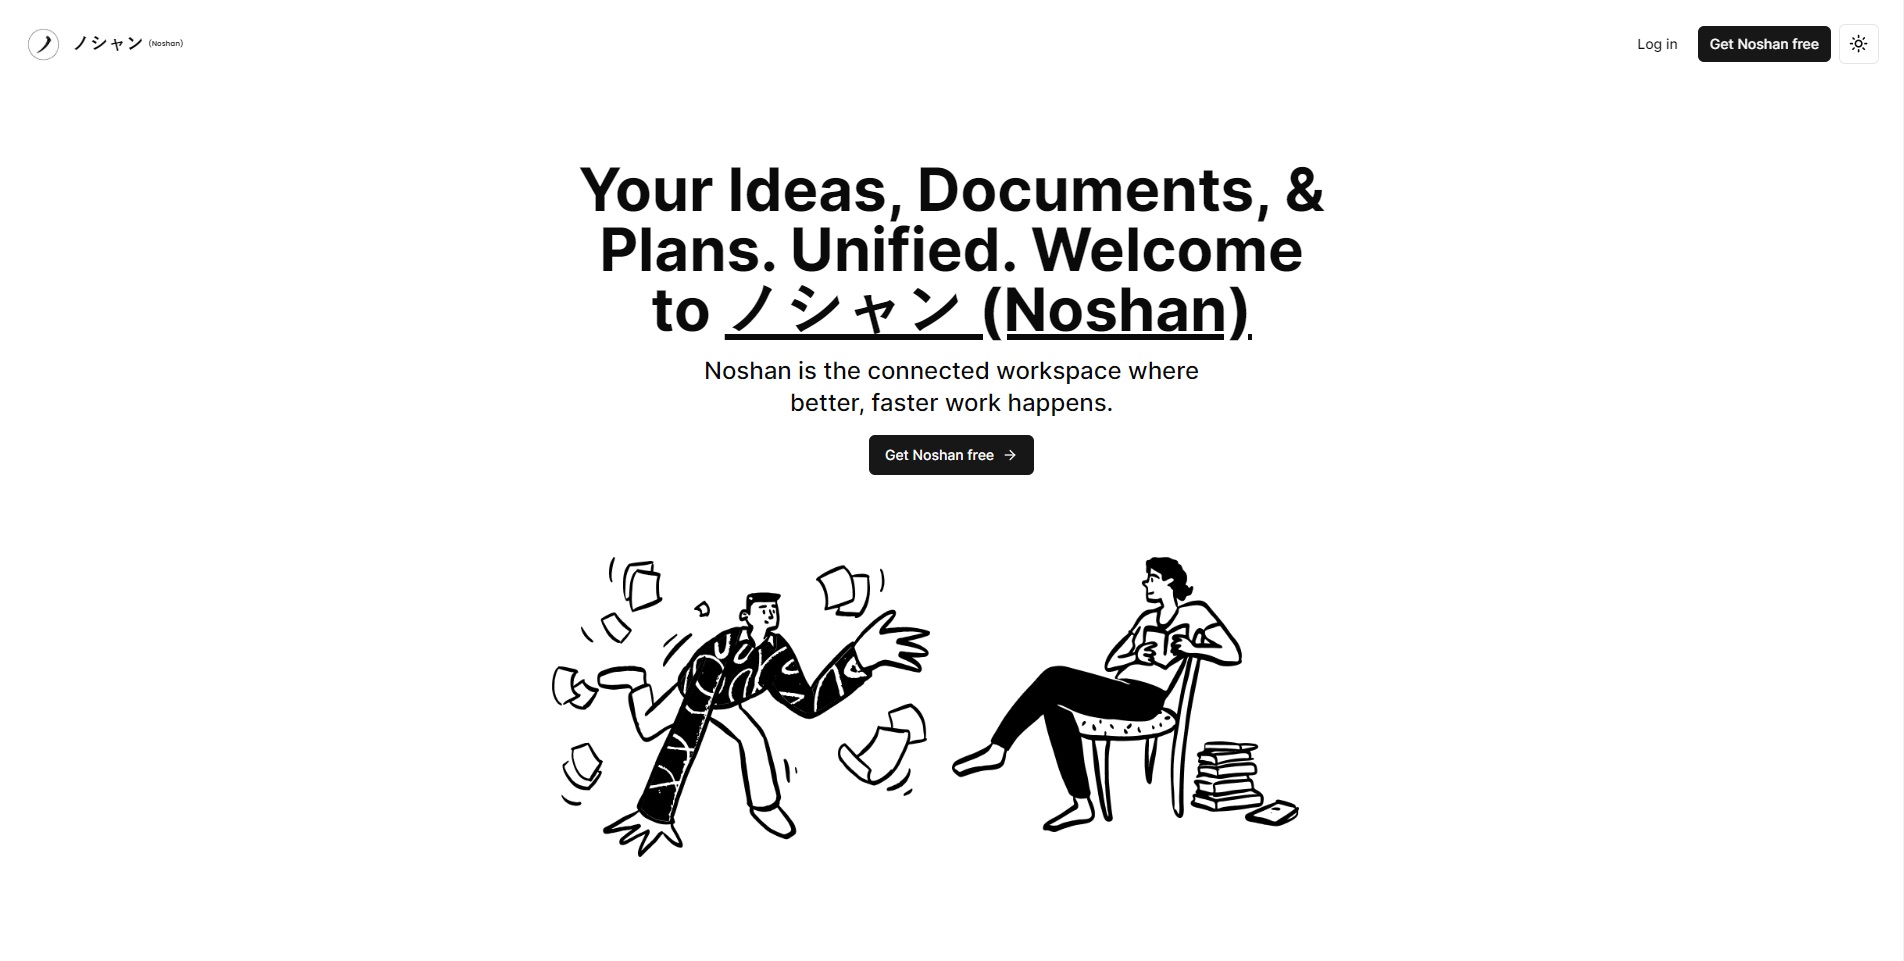 ノ
ノシャン (Noshan)
Log in
Get Noshan free
Your Ideas, Documents, &
Plans. Unified. Welcome
to ノシャン (Noshan)
Noshan is the connected workspace where
better, faster work happens.
Get Noshan free →